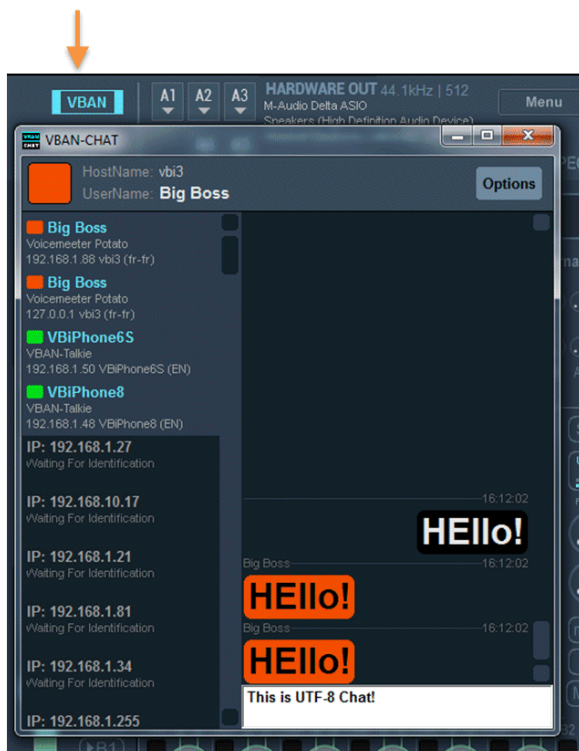 VBAN
A1 A2 A3
HARDWARE OUT 44.1kHz | 512
M-Audio Delta ASIO
Speakers (High Definition Audio Device)
Menu
VBAN-CHAT
HostName: vbi3
UserName: Big Boss
Options
Big Boss
Voicemeeter Potato
192.168.1.88 vbi3 (fr-fr)
Big Boss
Voicemeeter Potato
127.0.0.1 vbi3 (fr-fr)
VBiPhone6S
VBAN-Talkie
192.168.1.50 VBiPhone6S (EN)
VBiPhone8
VBAN-Talkie
192.168.1.48 VBiPhone8 (EN)
IP: 192.168.1.27
Waiting For Identification
IP: 192.168.10.17
Waiting For Identification
IP: 192.168.1.21
Waiting For Identification
IP: 192.168.1.81
Waiting For Identification
IP: 192.168.1.34
Waiting For Identification
IP: 192.168.1.255
16:12:02
HEllo!
Big Boss 16:12:02
HEllo!
Big Boss 16:12:02
HEllo!
This is UTF-8 Chat!
B1